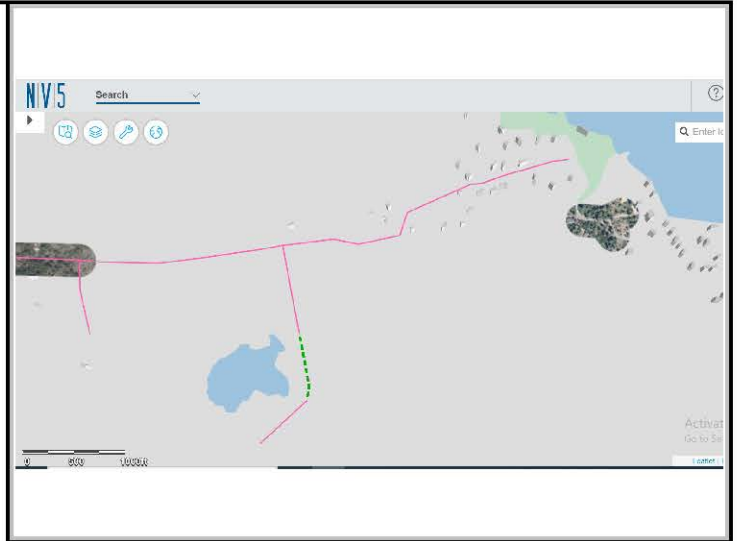 NV5
Search
Enter lo
Activat
Go to Se
0 500 1000ft
Leaflet |